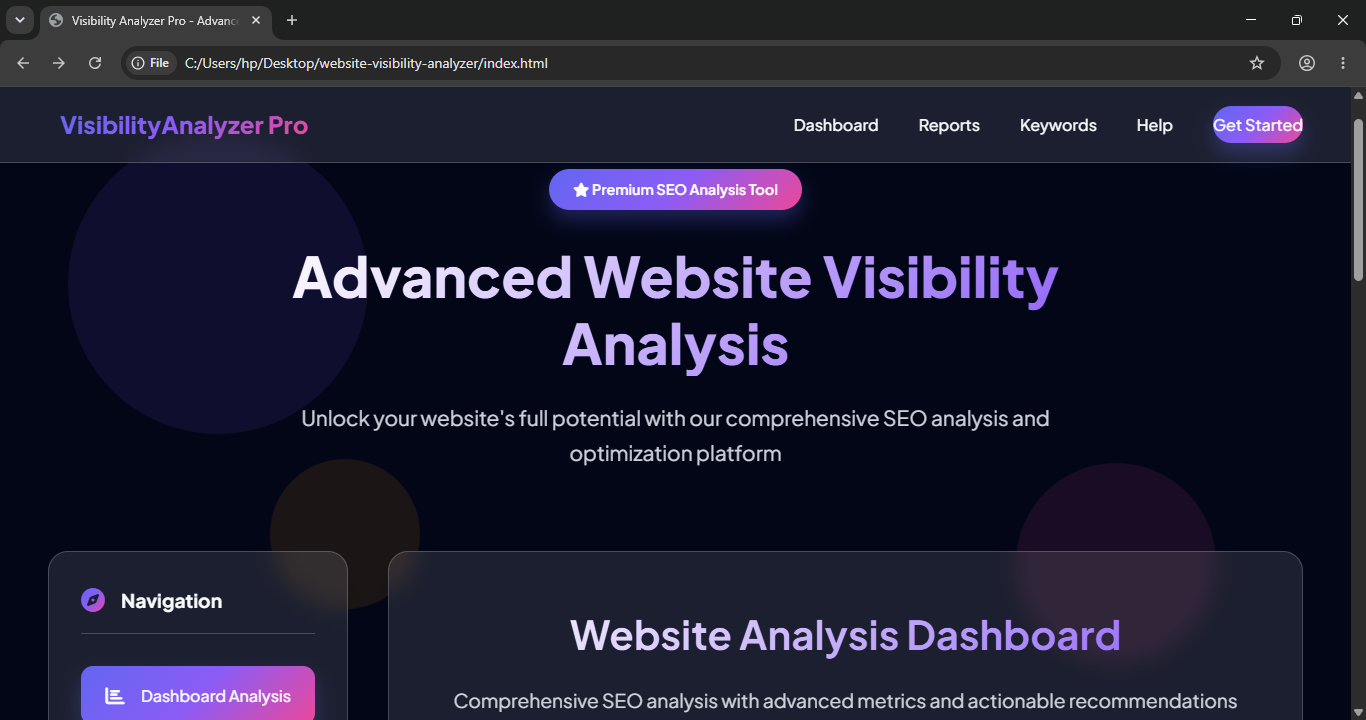 Visibility Analyzer Pro - Advanc
File
C:/Users/hp/Desktop/website-visibility-analyzer/index.html
VisibilityAnalyzer Pro
Dashboard
Reports
Keywords
Help
Get Started
Premium SEO Analysis Tool
Advanced Website Visibility
Analysis
Unlock your website's full potential with our comprehensive SEO analysis and
optimization platform
Navigation
Dashboard Analysis
Website Analysis Dashboard
Comprehensive SEO analysis with advanced metrics and actionable recommendations